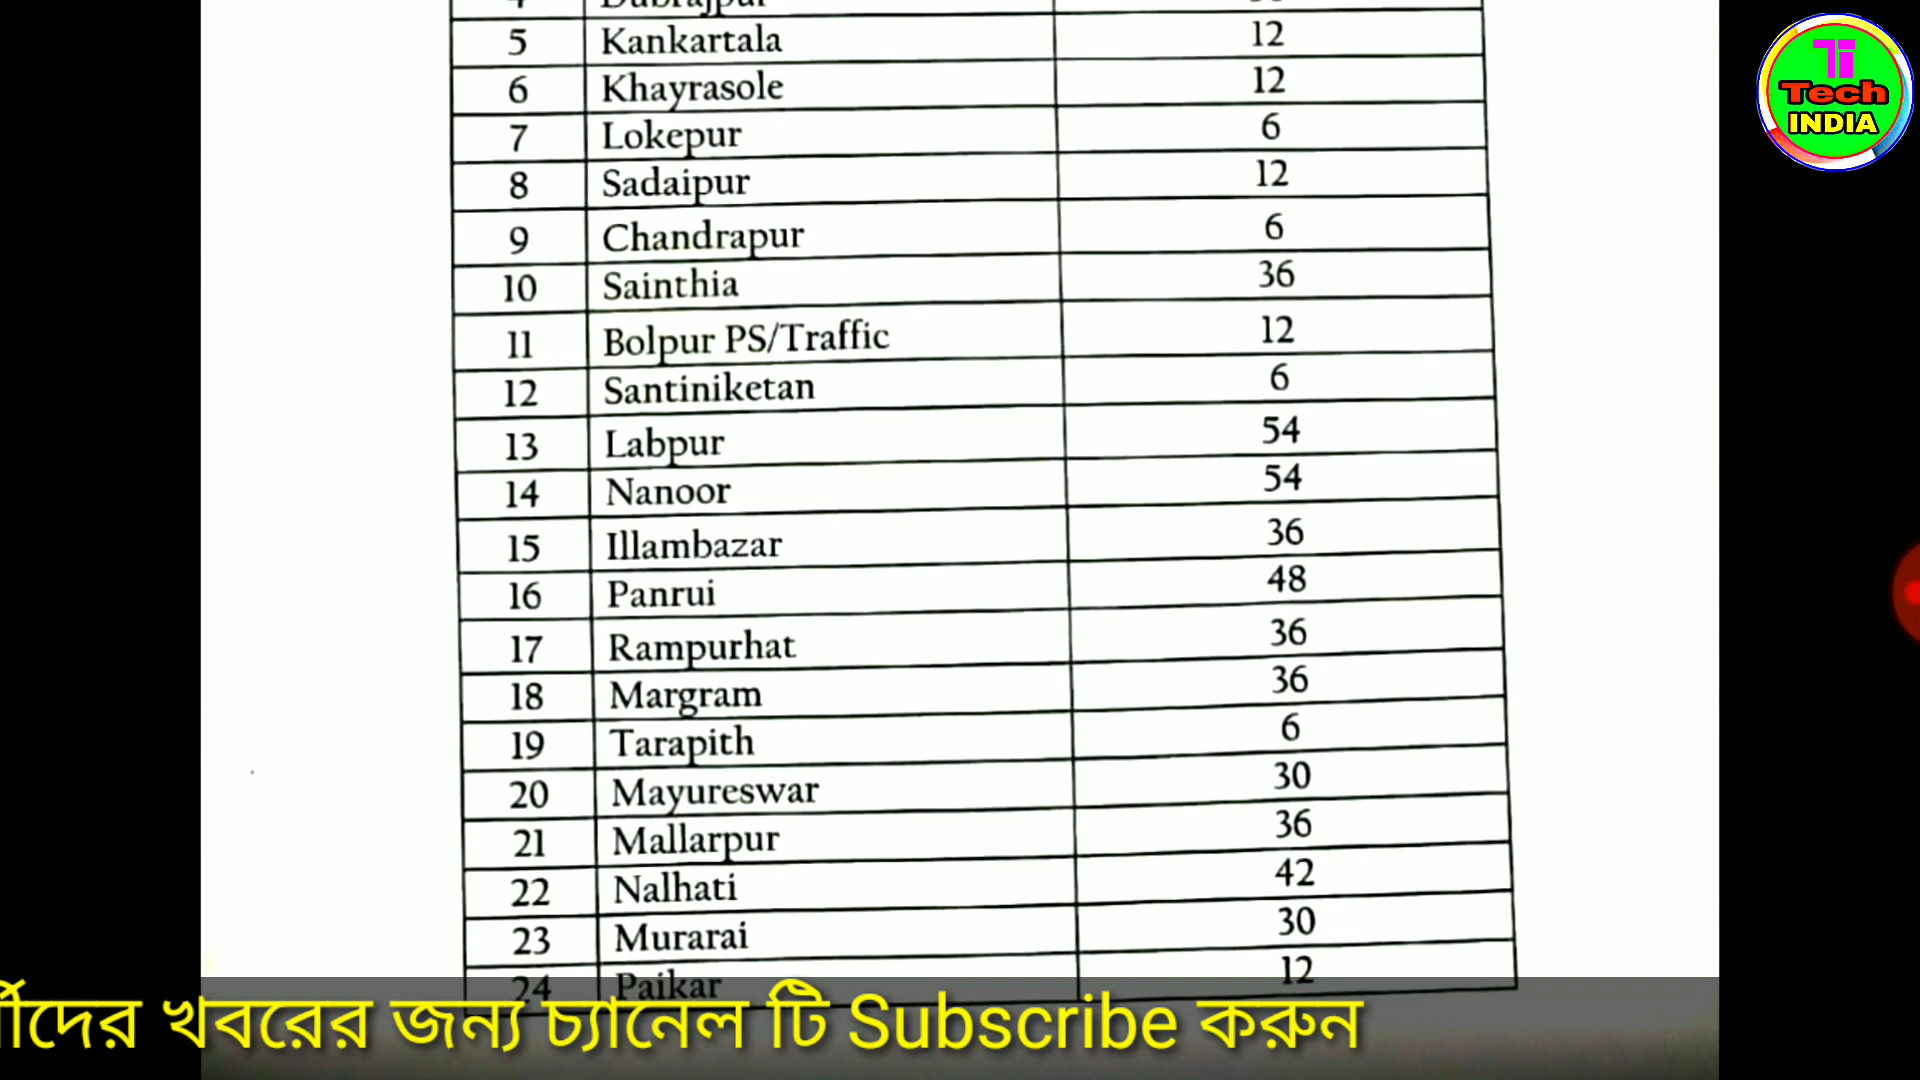 4 Dubrajpur
5 Kankartala 12
6 Khayrasole 12
7 Lokepur 6
8 Sadaipur 12
9 Chandrapur 6
10 Sainthia 36
11 Bolpur PS/Traffic 12
12 Santiniketan 6
13 Labpur 54
14 Nanoor 54
15 Illambazar 36
16 Panrui 48
17 Rampurhat 36
18 Margram 36
19 Tarapith 6
20 Mayureswar 30
21 Mallarpur 36
22 Nalhati 42
23 Murarai 30
24 Paikar 12
Ti
Tech
INDIA
খবরের জন্য চ্যানেল টি Subscribe করুন